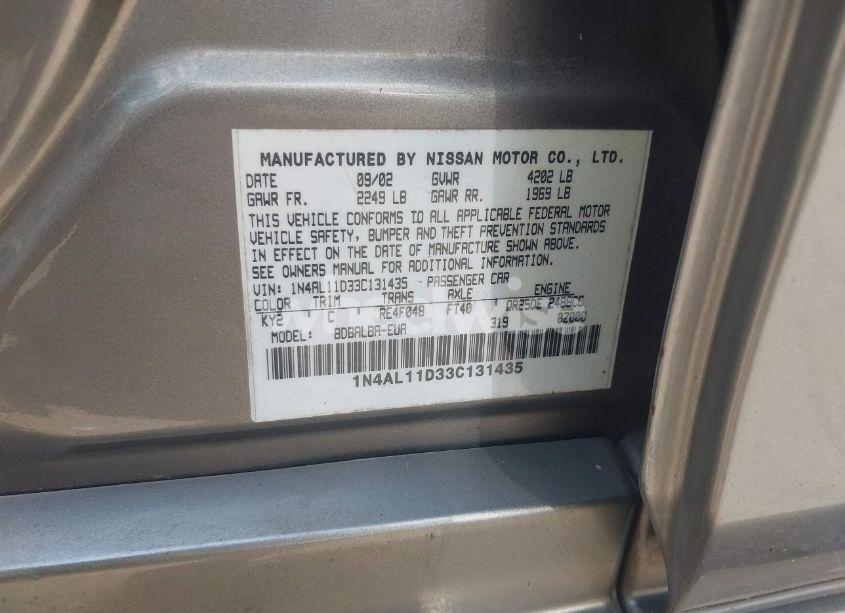 MANUFACTURED BY NISSAN MOTOR CO., LTD.
DATE 09/02 GVWR 4202 LB
GAWR FR. 2249 LB GAWR RR. 1969 LB
THIS VEHICLE CONFORMS TO ALL APPLICABLE FEDERAL MOTOR
VEHICLE SAFETY, BUMPER AND THEFT PREVENTION STANDARDS
IN EFFECT ON THE DATE OF MANUFACTURE SHOWN ABOVE.
SEE OWNERS MANUAL FOR ADDITIONAL INFORMATION.
VIN: 1N4AL11D33C131435 PASSENGER CAR
COLOR TRIM TRANS AXLE ENGINE
KY2 C RE4F04B FT40 QR25DE 2488CC
MODEL: BDBALBA-EUA 319 0Z000
1N4AL11D33C131435